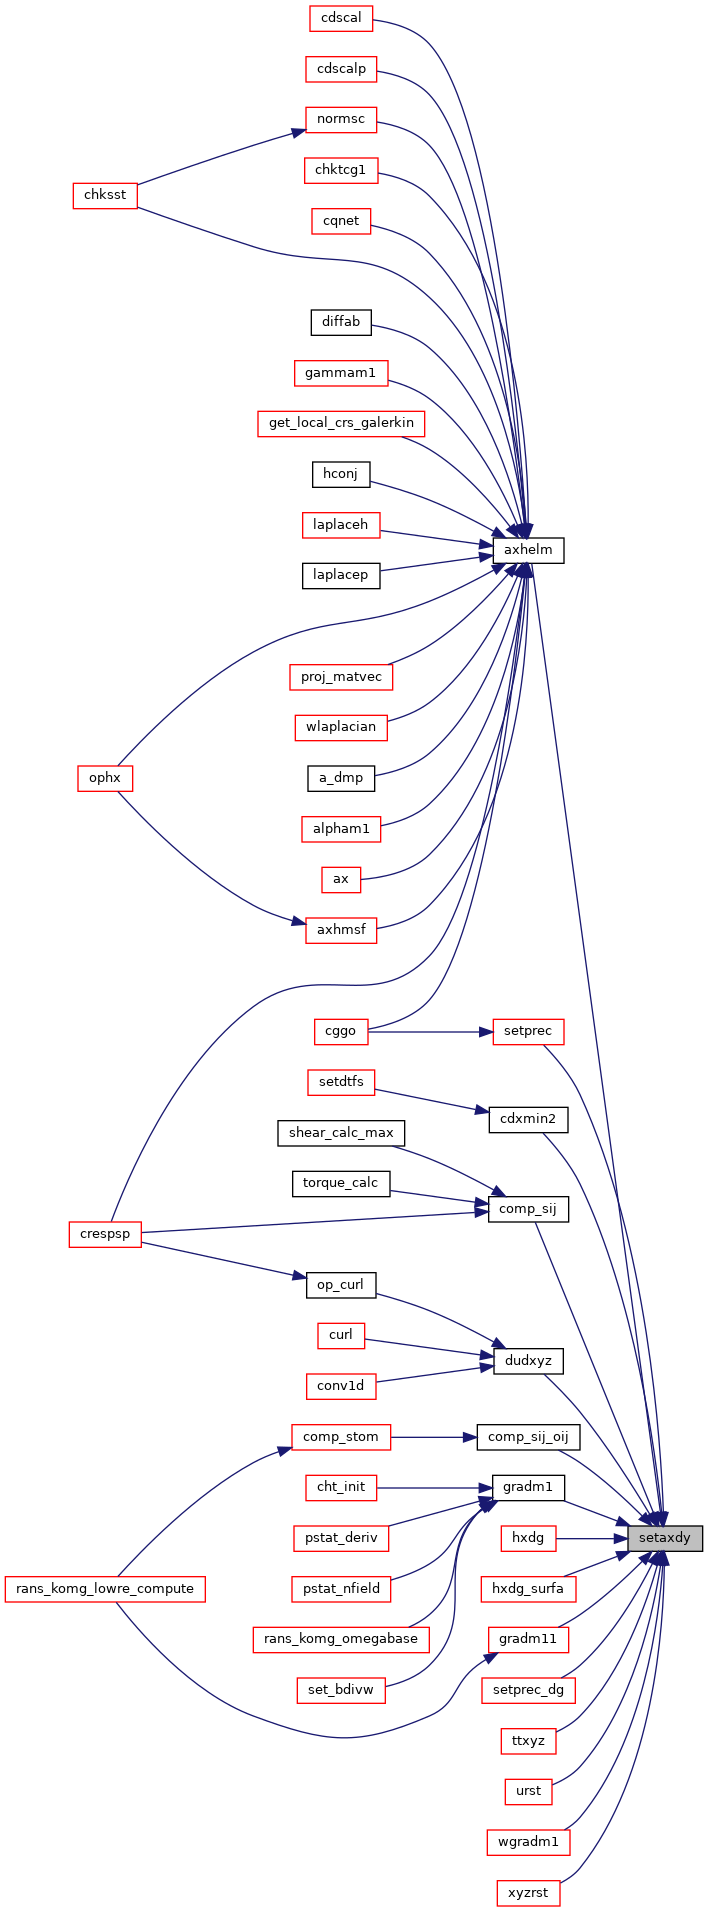 cdscal
cdscalp
normsc
chktcg1
chksst
cqnet
diffab
gammam1
get_local_crs_galerkin
hconj
laplaceh
axhelm
laplacep
proj_matvec
wlaplacian
ophx
a_dmp
alpham1
ax
axhmsf
cggo
setprec
setdtfs
cdxmin2
shear_calc_max
torque_calc
comp_sij
crespsp
op_curl
curl
dudxyz
conv1d
comp_stom
comp_sij_oij
cht_init
gradm1
pstat_deriv
hxdg
setaxdy
rans_komg_lowre_compute
pstat_nfield
hxdg_surfa
rans_komg_omegabase
gradm11
set_bdivw
setprec_dg
ttxyz
urst
wgradm1
xyzrst